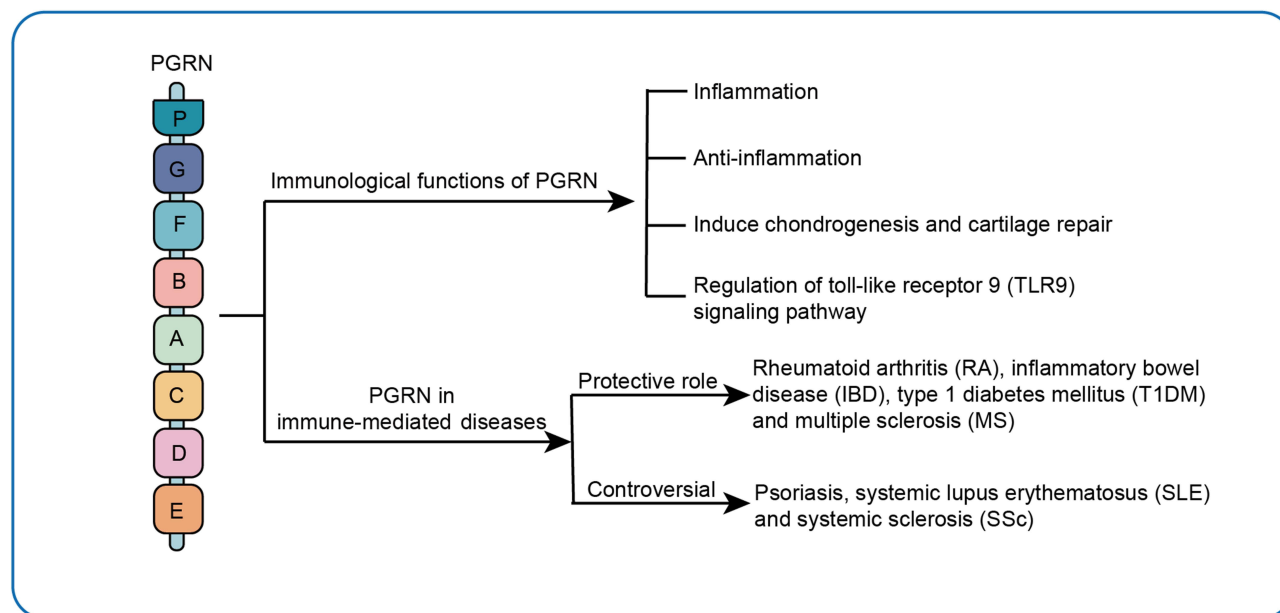 PGRN
P
G
F
B
A
C
D
E
Immunological functions of PGRN
Inflammation
Anti-inflammation
Induce chondrogenesis and cartilage repair
Regulation of toll-like receptor 9 (TLR9)
signaling pathway
PGRN in
immune-mediated diseases
Protective role
Rheumatoid arthritis (RA), inflammatory bowel
disease (IBD), type 1 diabetes mellitus (T1DM)
and multiple sclerosis (MS)
Controversial
Psoriasis, systemic lupus erythematosus (SLE)
and systemic sclerosis (SSc)